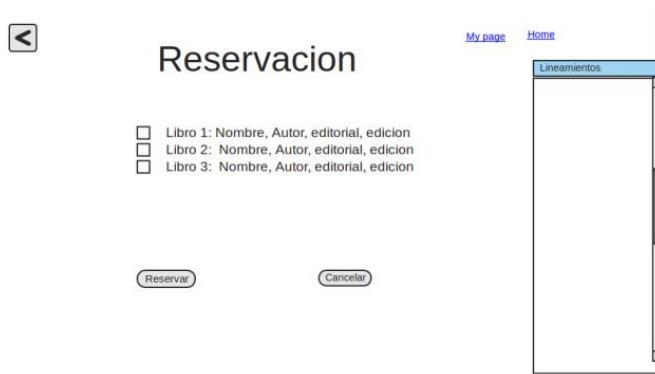 My page Home
Reservacion
Lineamientos
Libro 1: Nombre, Autor, editorial, edicion
Libro 2: Nombre, Autor, editorial, edicion
Libro 3: Nombre, Autor, editorial, edicion
Reservar Cancelar